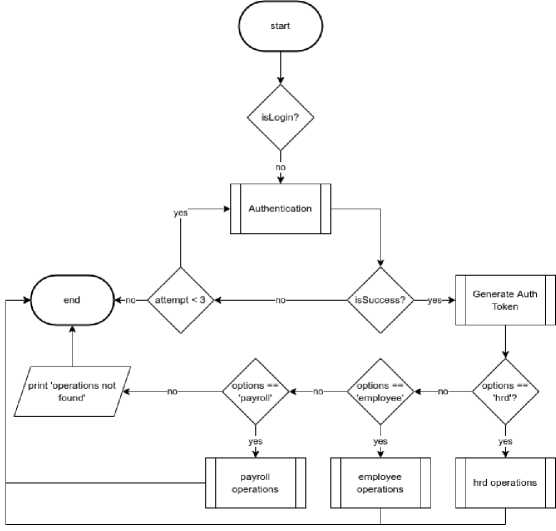 start
isLogin?
no
Authentication
yes
end
no
attempt < 3
no
isSuccess?
yes
Generate Auth
Token
print 'operations not
found'
no
options ==
'payroll'
no
options ==
'employee'
no
options ==
'hrd'?
yes
yes
yes
payroll
operations
employee
operations
hrd operations